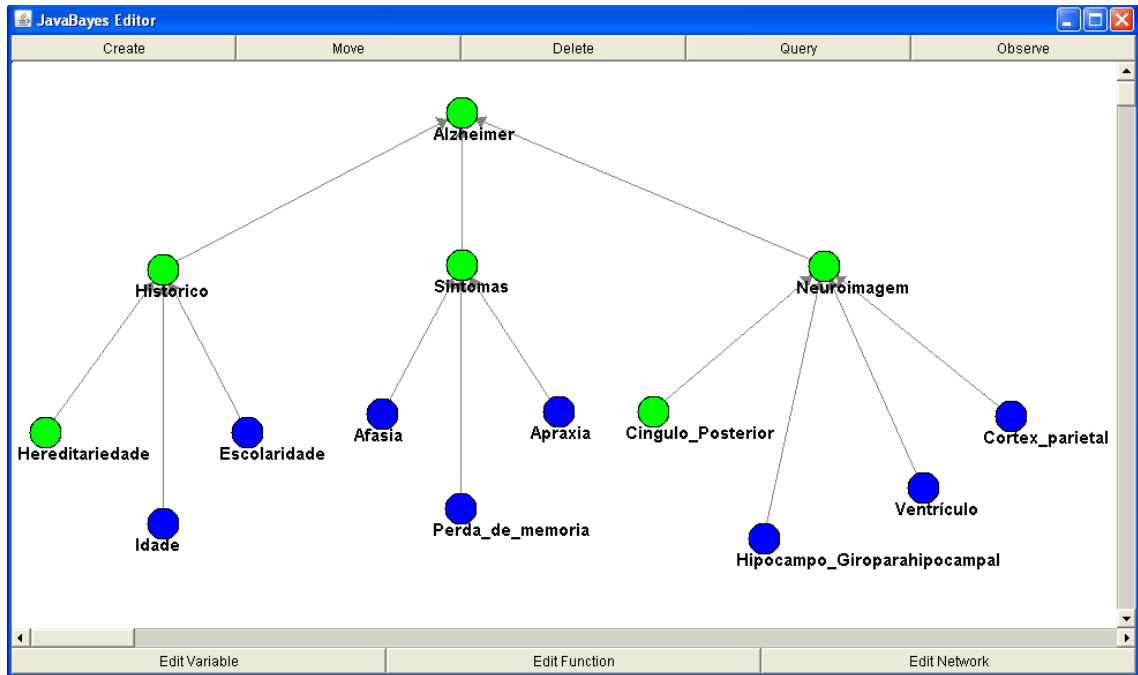 JavaBayes Editor
Create Move Delete Query Observe
Alzheimer
Historico Sintomas Neuroimagem
Hereditariedade Escolaridade Afasia Apraxia Cingulo_Posterior Cortex_parietal
Idade Perda_de_memoria Ventrículo
Hipocampo_Giroparahipocampal
Edit Variable Edit Function Edit Network